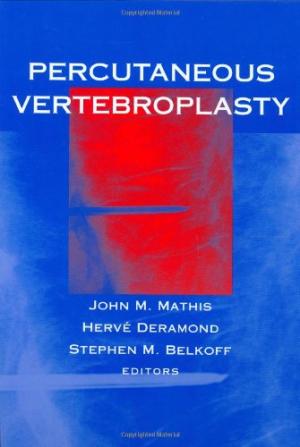 PERCUTANEOUS
VERTEBROPLASTY
JOHN M. MATHIS
HERVÉ DERAMOND
STEPHEN M. BELKOFF
EDITORS